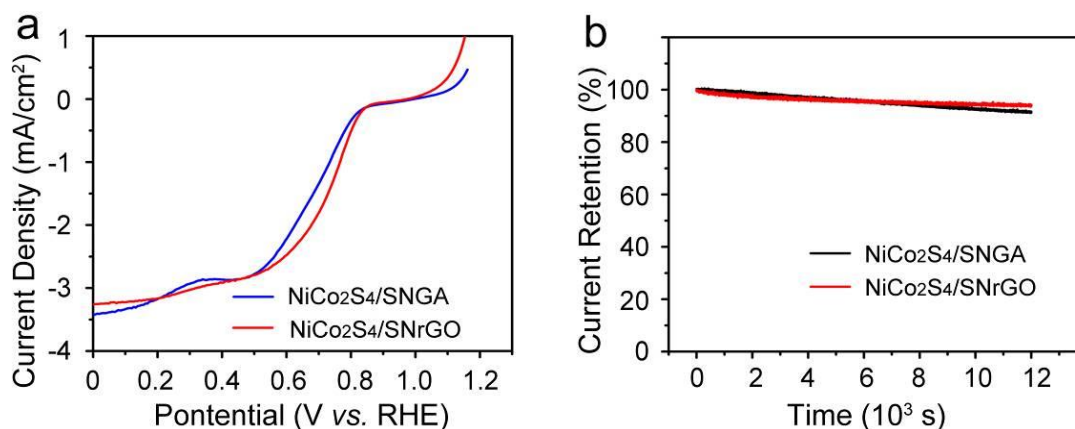 a
1
0
-1
-2
-3
-4
Current Density (mA/cm²)
0
0.2
0.4
0.6
0.8
1.0
1.2
Pontential (V vs. RHE)
NiCo₂S₄/SNGA
NiCo₂S₄/SNrGO
b
100
80
60
40
20
0
Current Retention (%)
0
2
4
6
8
10
12
Time (10³ s)
NiCo₂S₄/SNGA
NiCo₂S₄/SNrGO